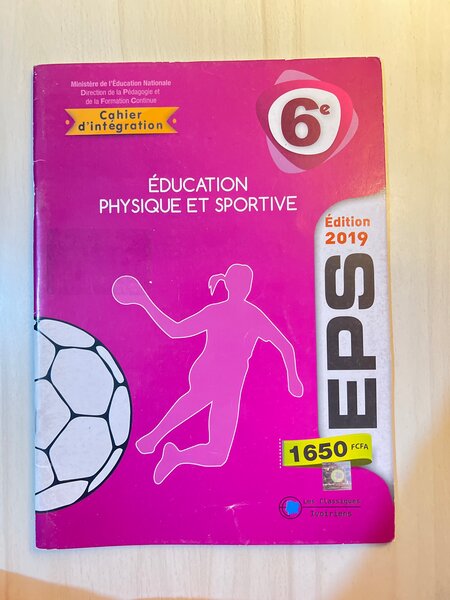 Ministère de l'Éducation Nationale
Direction de la Pédagogie et
de la Formation Continue
Cahier
d'intégration
6e
ÉDUCATION
PHYSIQUE ET SPORTIVE
Édition
2019
EPS
1650 FCFA
Les Classiques
Ivoiriens